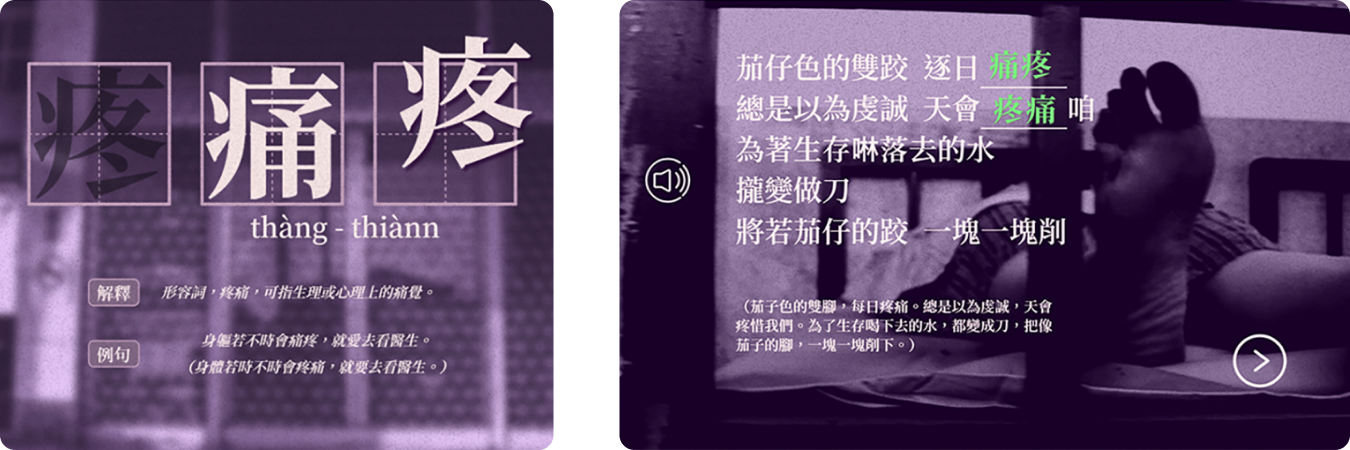 疼 痛 疼
thàng - thiànn
解釋 形容詞，疼痛，可指生理或心理上的痛覺。
例句 身軀若不時會痛疼，就愛去看醫生。
（身體若時不時會疼痛，就要去看醫生。）
茄仔色的雙跤 逐日 痛疼
總是以為虔誠 天會 疼痛 咱
為著生存啉落去的水
攏變做刀
將若茄仔的跤 一塊一塊削
（茄子色的雙腳，每日疼痛。總是以為虔誠，天會
疼惜我們。為了生存喝下去的水，都變成刀，把像
茄子的腳，一塊一塊削下。）